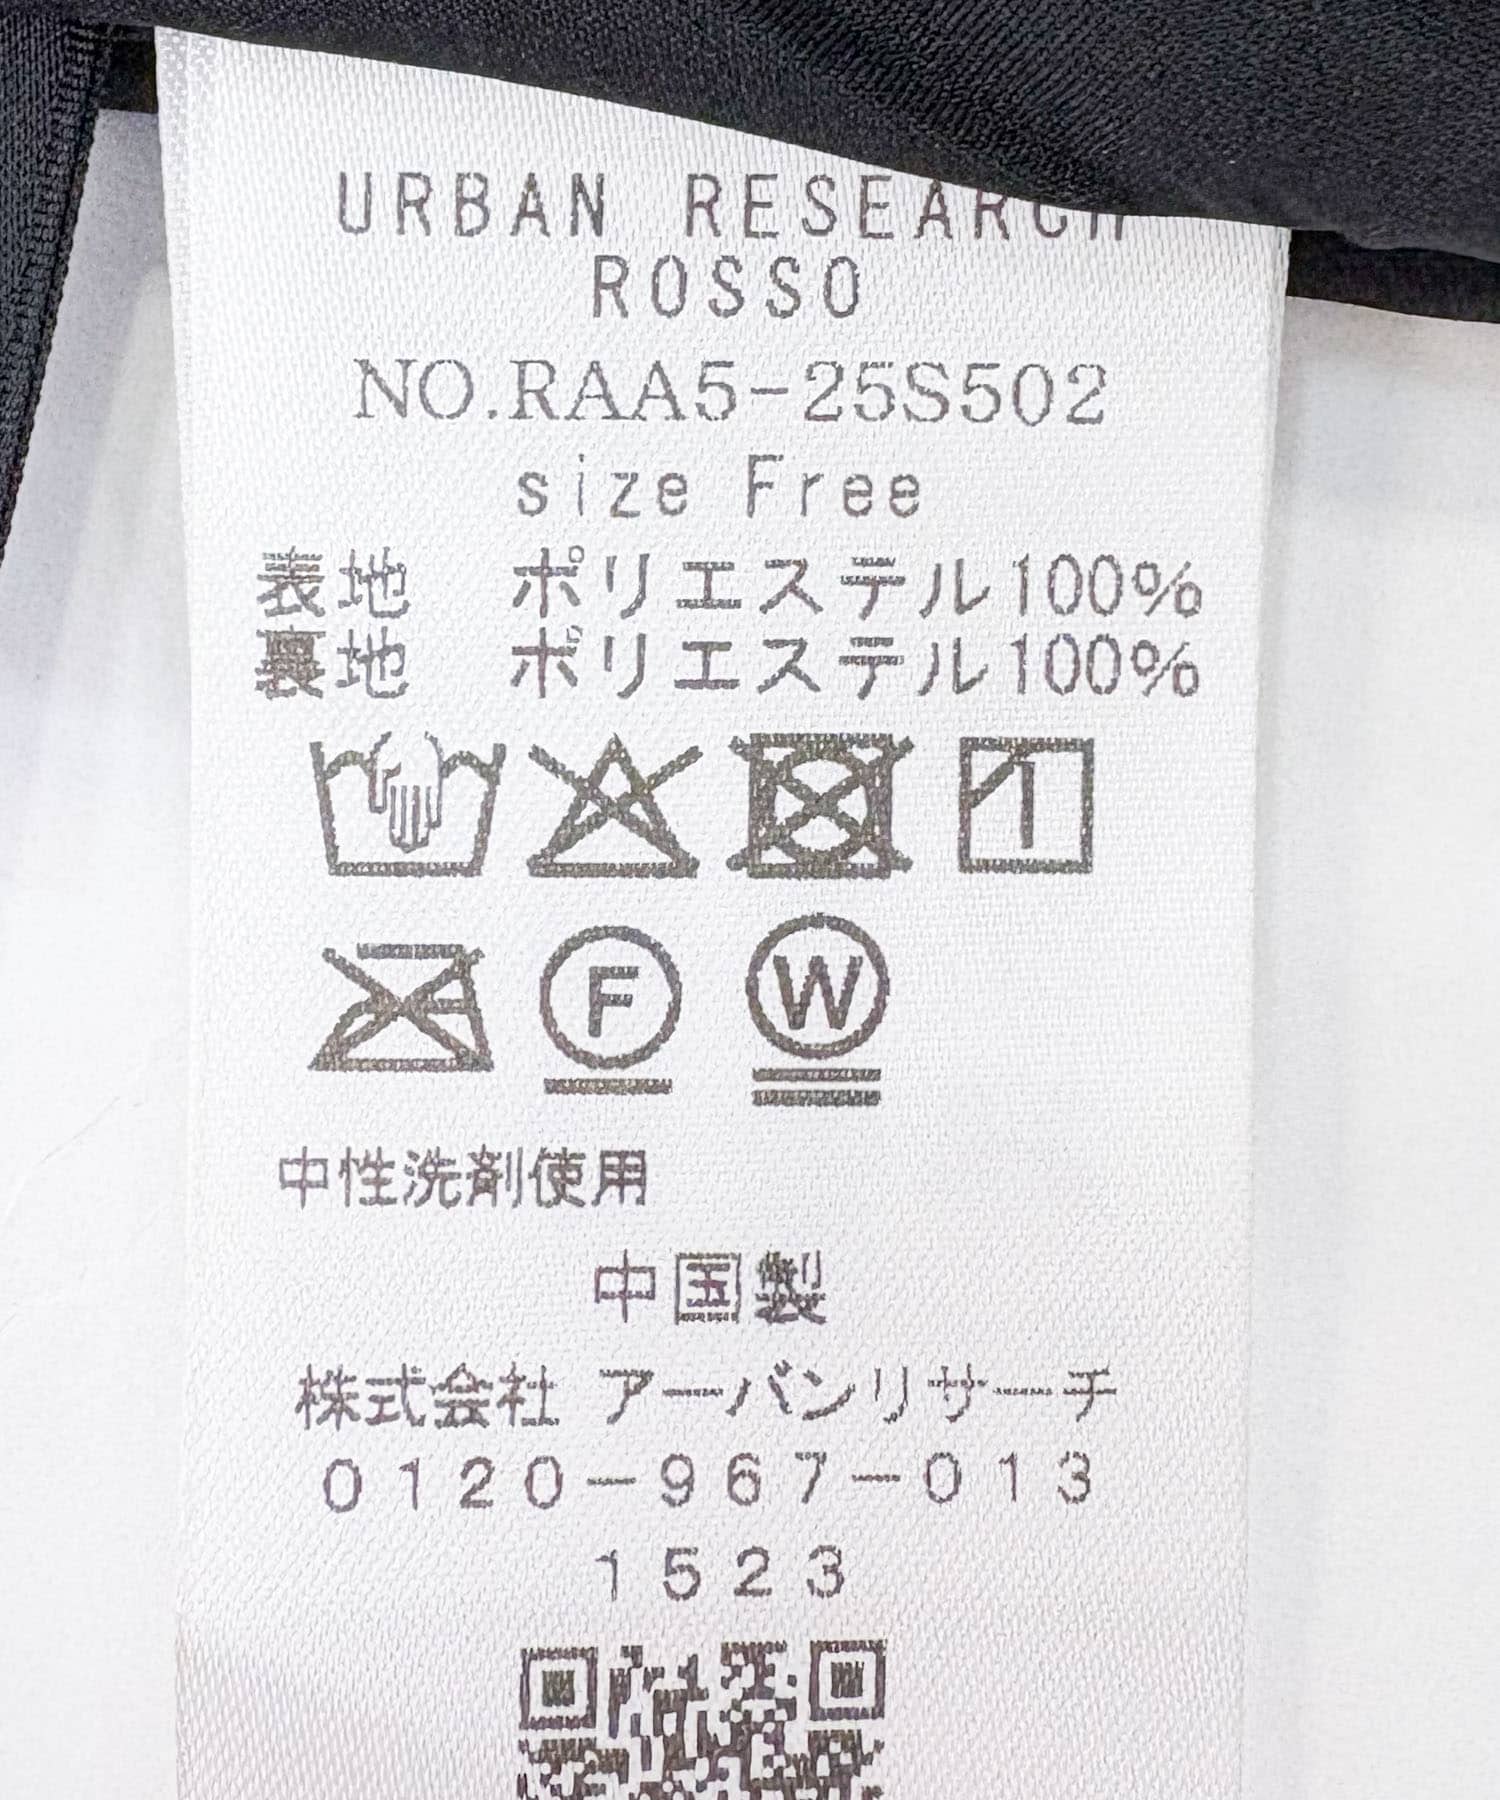 URBAN RESEARCH
ROSSO
NO.RAA5-25S502
size Free
表地 ポリエステル100%
裏地 ポリエステル100%
F W
中性洗剤使用
中国製
株式会社 アーバンリサーチ
0120-967-013
1523